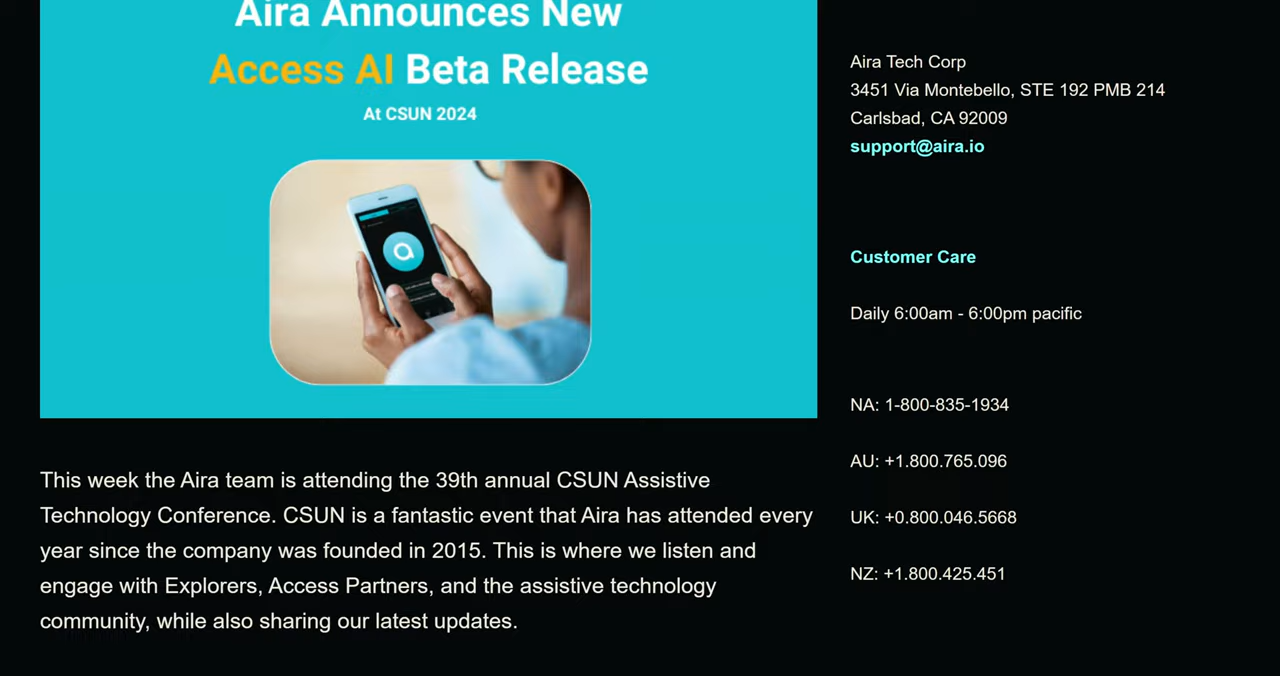 Aira Announces New
Access AI Beta Release
At CSUN 2024
This week the Aira team is attending the 39th annual CSUN Assistive
Technology Conference. CSUN is a fantastic event that Aira has attended every
year since the company was founded in 2015. This is where we listen and
engage with Explorers, Access Partners, and the assistive technology
community, while also sharing our latest updates.
Aira Tech Corp
3451 Via Montebello, STE 192 PMB 214
Carlsbad, CA 92009
support@aira.io
Customer Care
Daily 6:00am - 6:00pm pacific
NA: 1-800-835-1934
AU: +1.800.765.096
UK: +0.800.046.5668
NZ: +1.800.425.451